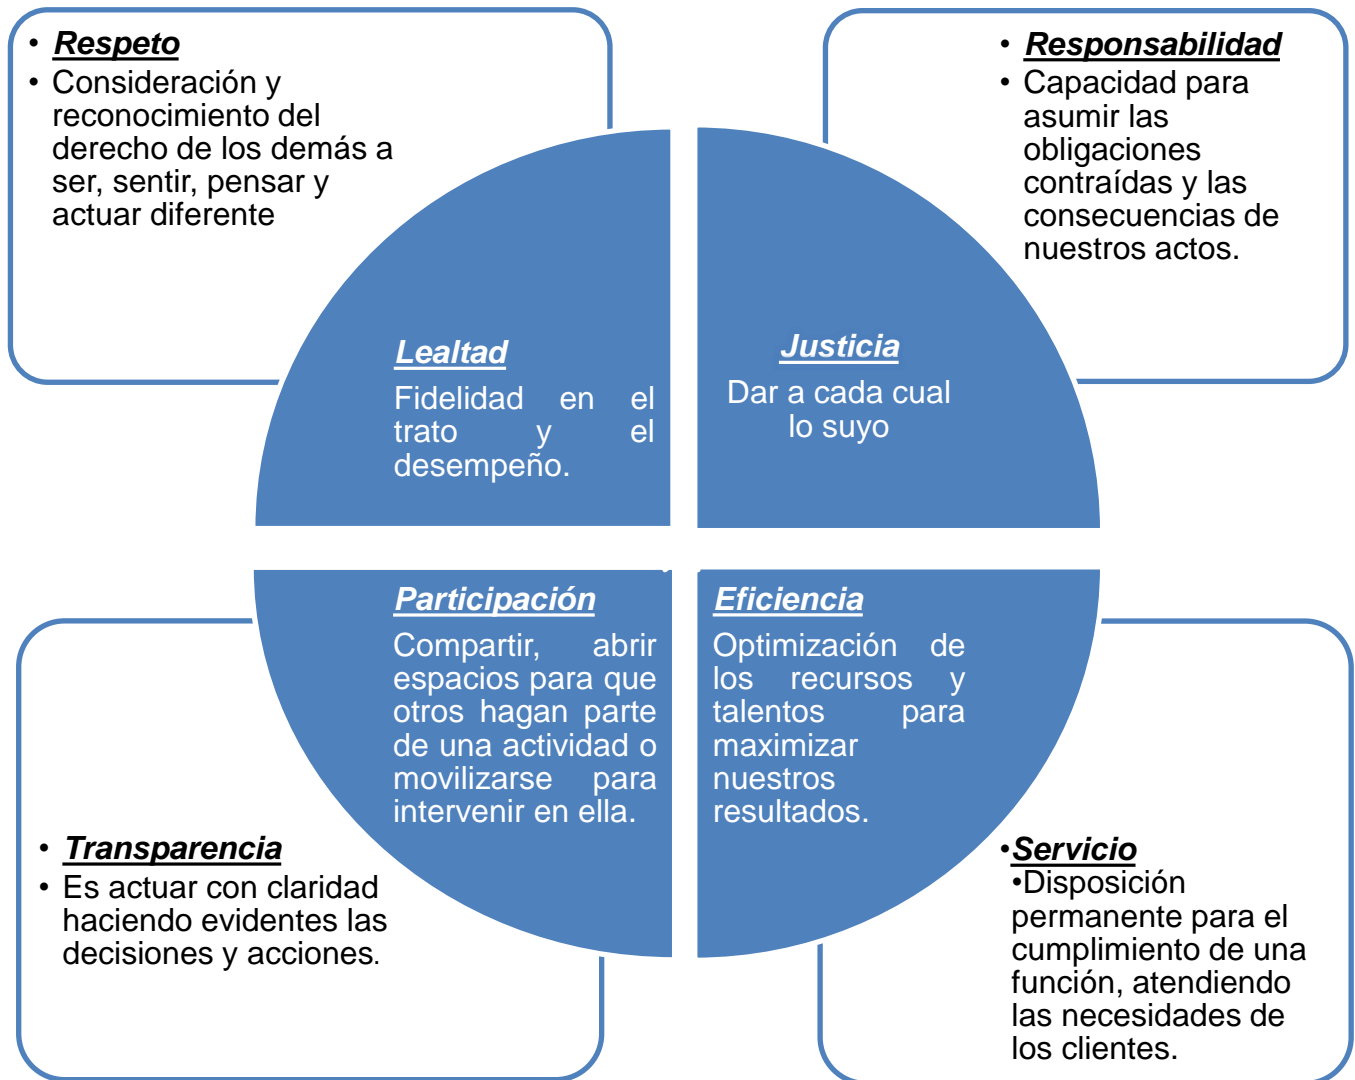 • Respeto
• Consideración y
reconocimiento del
derecho de los demás a
ser, sentir, pensar y
actuar diferente
• Responsabilidad
• Capacidad para
asumir las
obligaciones
contraídas y las
consecuencias de
nuestros actos.
Lealtad
Fidelidad en el
trato y el
desempeño.
Justicia
Dar a cada cual
lo suyo
Participación
Compartir, abrir
espacios para que
otros hagan parte
de una actividad o
movilizarse para
intervenir en ella.
Eficiencia
Optimización de
los recursos y
talentos para
maximizar
nuestros
resultados.
• Transparencia
• Es actuar con claridad
haciendo evidentes las
decisiones y acciones.
•Servicio
•Disposición
permanente para el
cumplimiento de una
función, atendiendo
las necesidades de
los clientes.